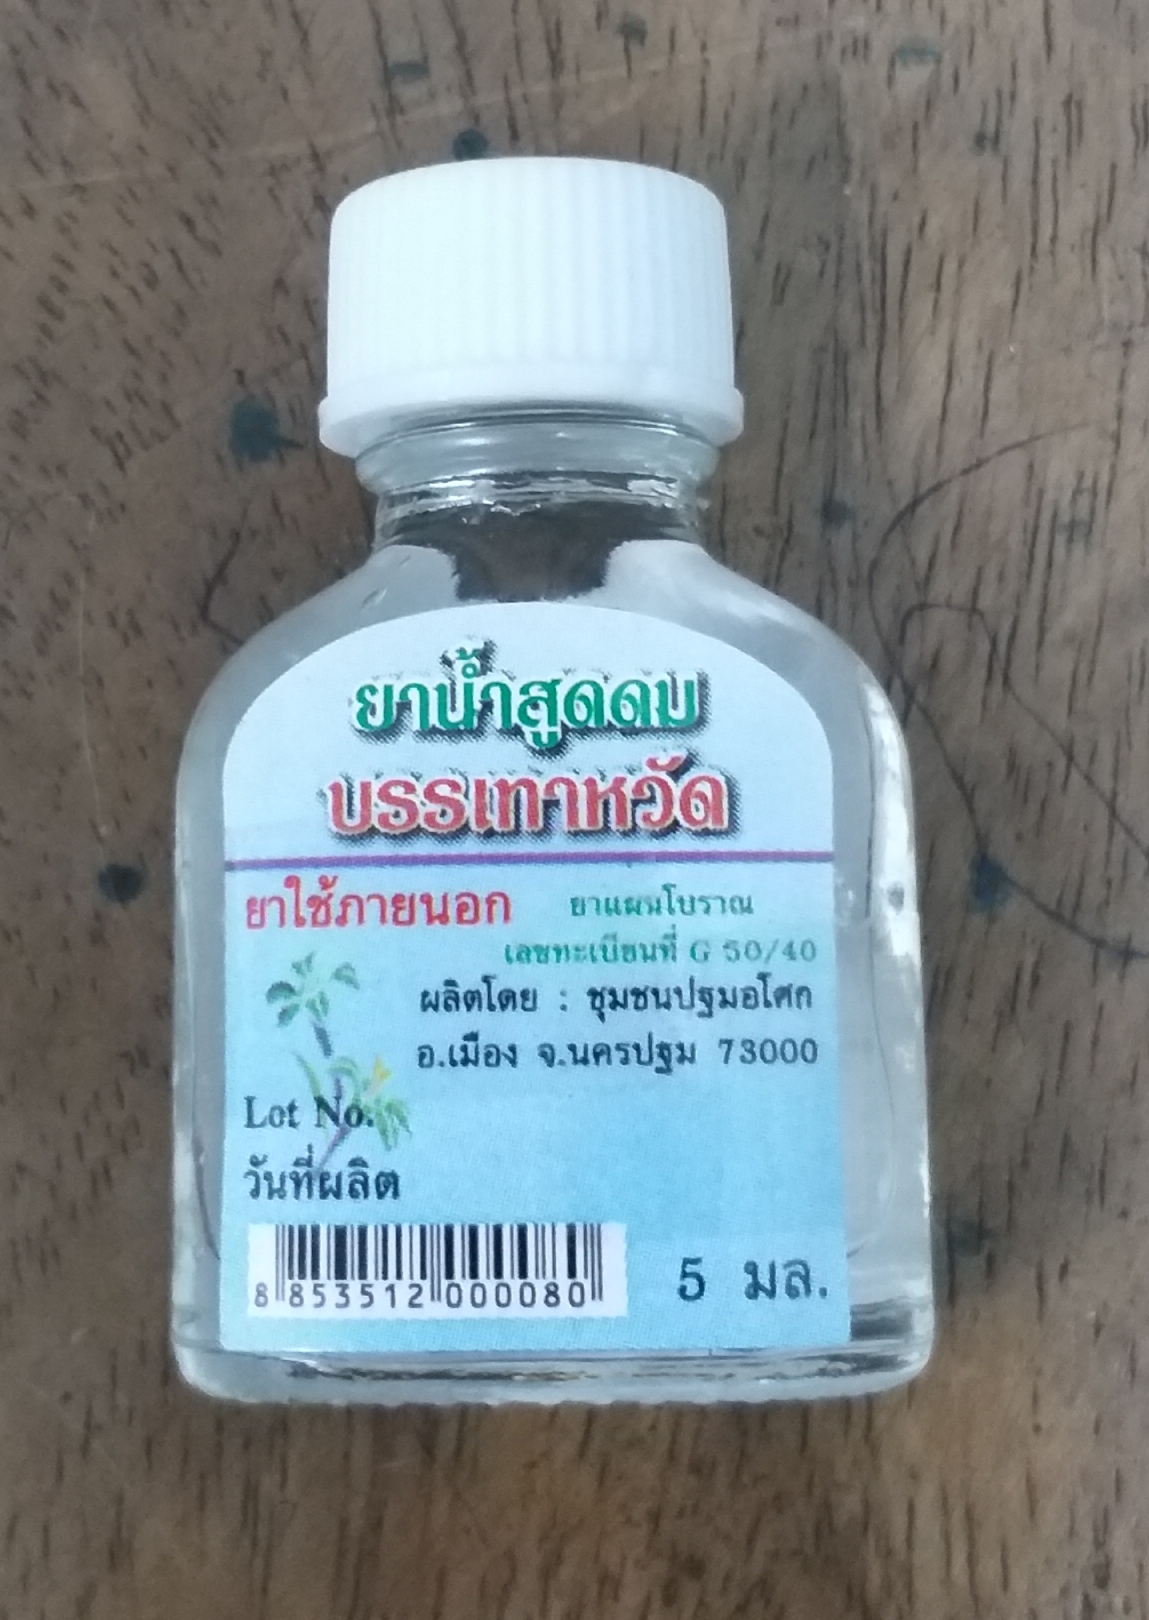 ยาน้ำสูดดม
บรรเทาหวัด
ยาใช้ภายนอก ยาแผนโบราณ
เลขทะเบียนที่ G 50/40
ผลิตโดย : ชุมชนปฐมอโศก
อ.เมือง จ.นครปฐม 73000
Lot No.
วันที่ผลิต
8 853512 000080
5 มล.